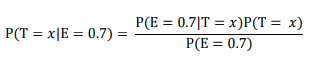 P(T = x|E = 0.7) = P(E = 0.7|T = x)P(T = x) / P(E = 0.7)